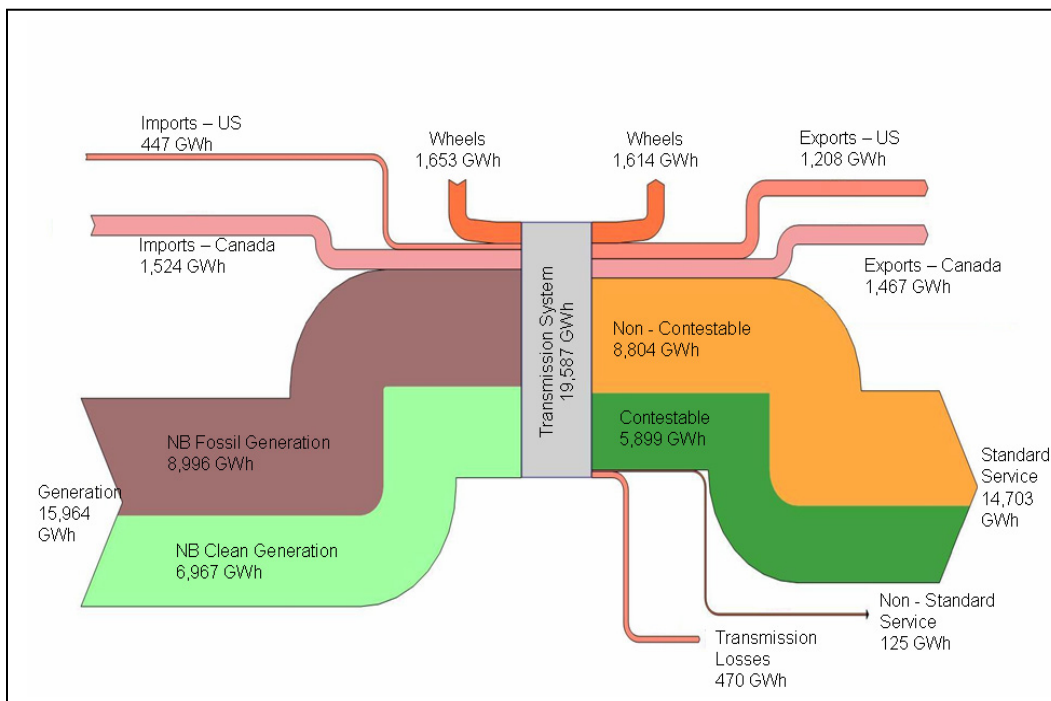 Imports – US
447 GWh
Wheels
1,653 GWh
Wheels
1,614 GWh
Exports – US
1,208 GWh
Imports – Canada
1,524 GWh
Exports – Canada
1,467 GWh
Transmission System
19,587 GWh
Non - Contestable
8,804 GWh
Contestable
5,899 GWh
NB Fossil Generation
8,996 GWh
Generation
15,964
GWh
NB Clean Generation
6,967 GWh
Standard
Service
14,703
GWh
Non - Standard
Service
125 GWh
Transmission
Losses
470 GWh